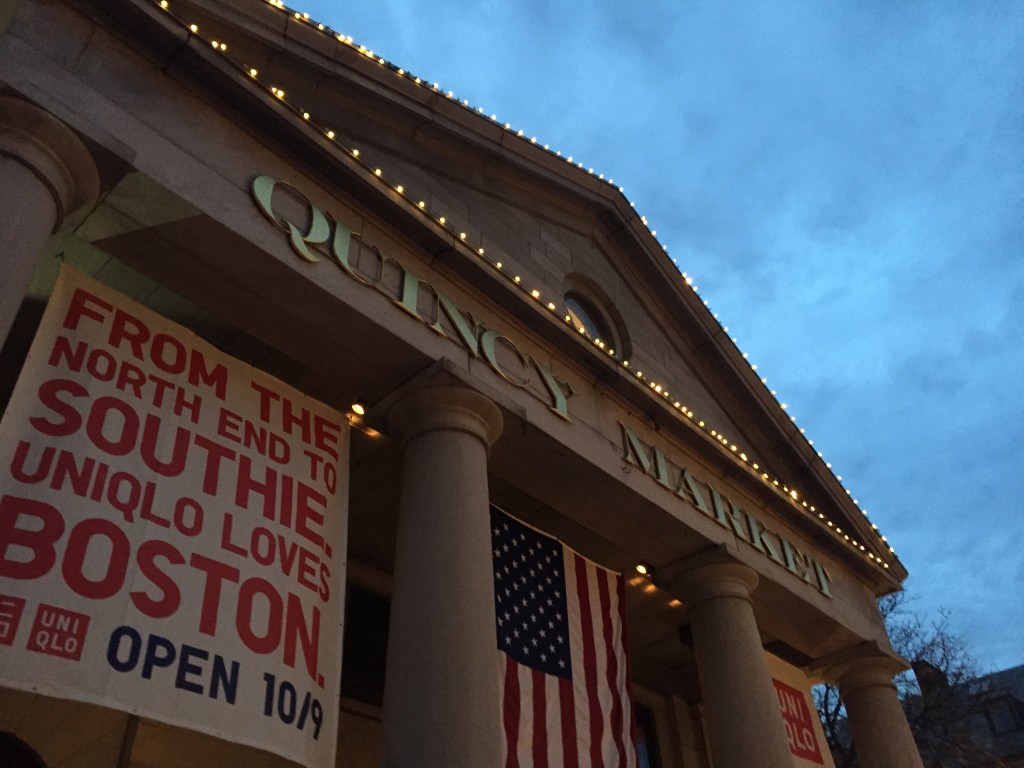 QUINCY MARKET
FROM THE
NORTH END TO
SOUTHIE.
UNIQLO LOVES
BOSTON.
UNI
QLO
OPEN 10/9
UNI
QLO